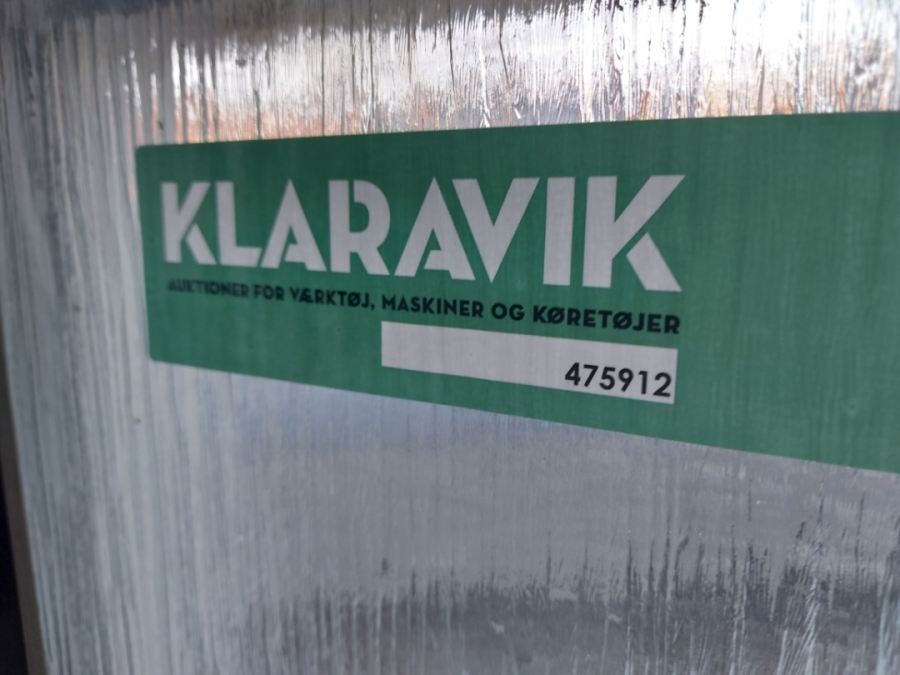 KLARAVIK
AUKTIONER FOR VÆRKTØJ, MASKINER OG KØRETØJER
475912